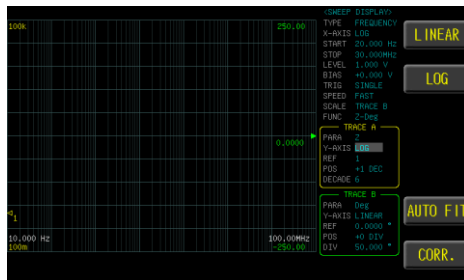 <SWEEP DISPLAY>
TYPE FREQUENCY
X-AXIS LOG
START 20.000 Hz
STOP 30.000MHz
LEVEL 1.000 V
BIAS +0.000 V
TRIG SINGLE
SPEED FAST
SCALE TRACE B
FUNC Z-Deg
TRACE A
PARA Z
Y-AXIS LOG
REF 1
POS +1 DEC
DECADE 6
TRACE B
PARA Deg
Y-AXIS LINEAR
REF 0.0000 °
POS +0 DIV
DIV 50.000 °
100k
250.00
0.0000
1
10.000 Hz
100.00MHz
100m
-250.00
LINEAR
LOG
AUTO FIT
CORR.